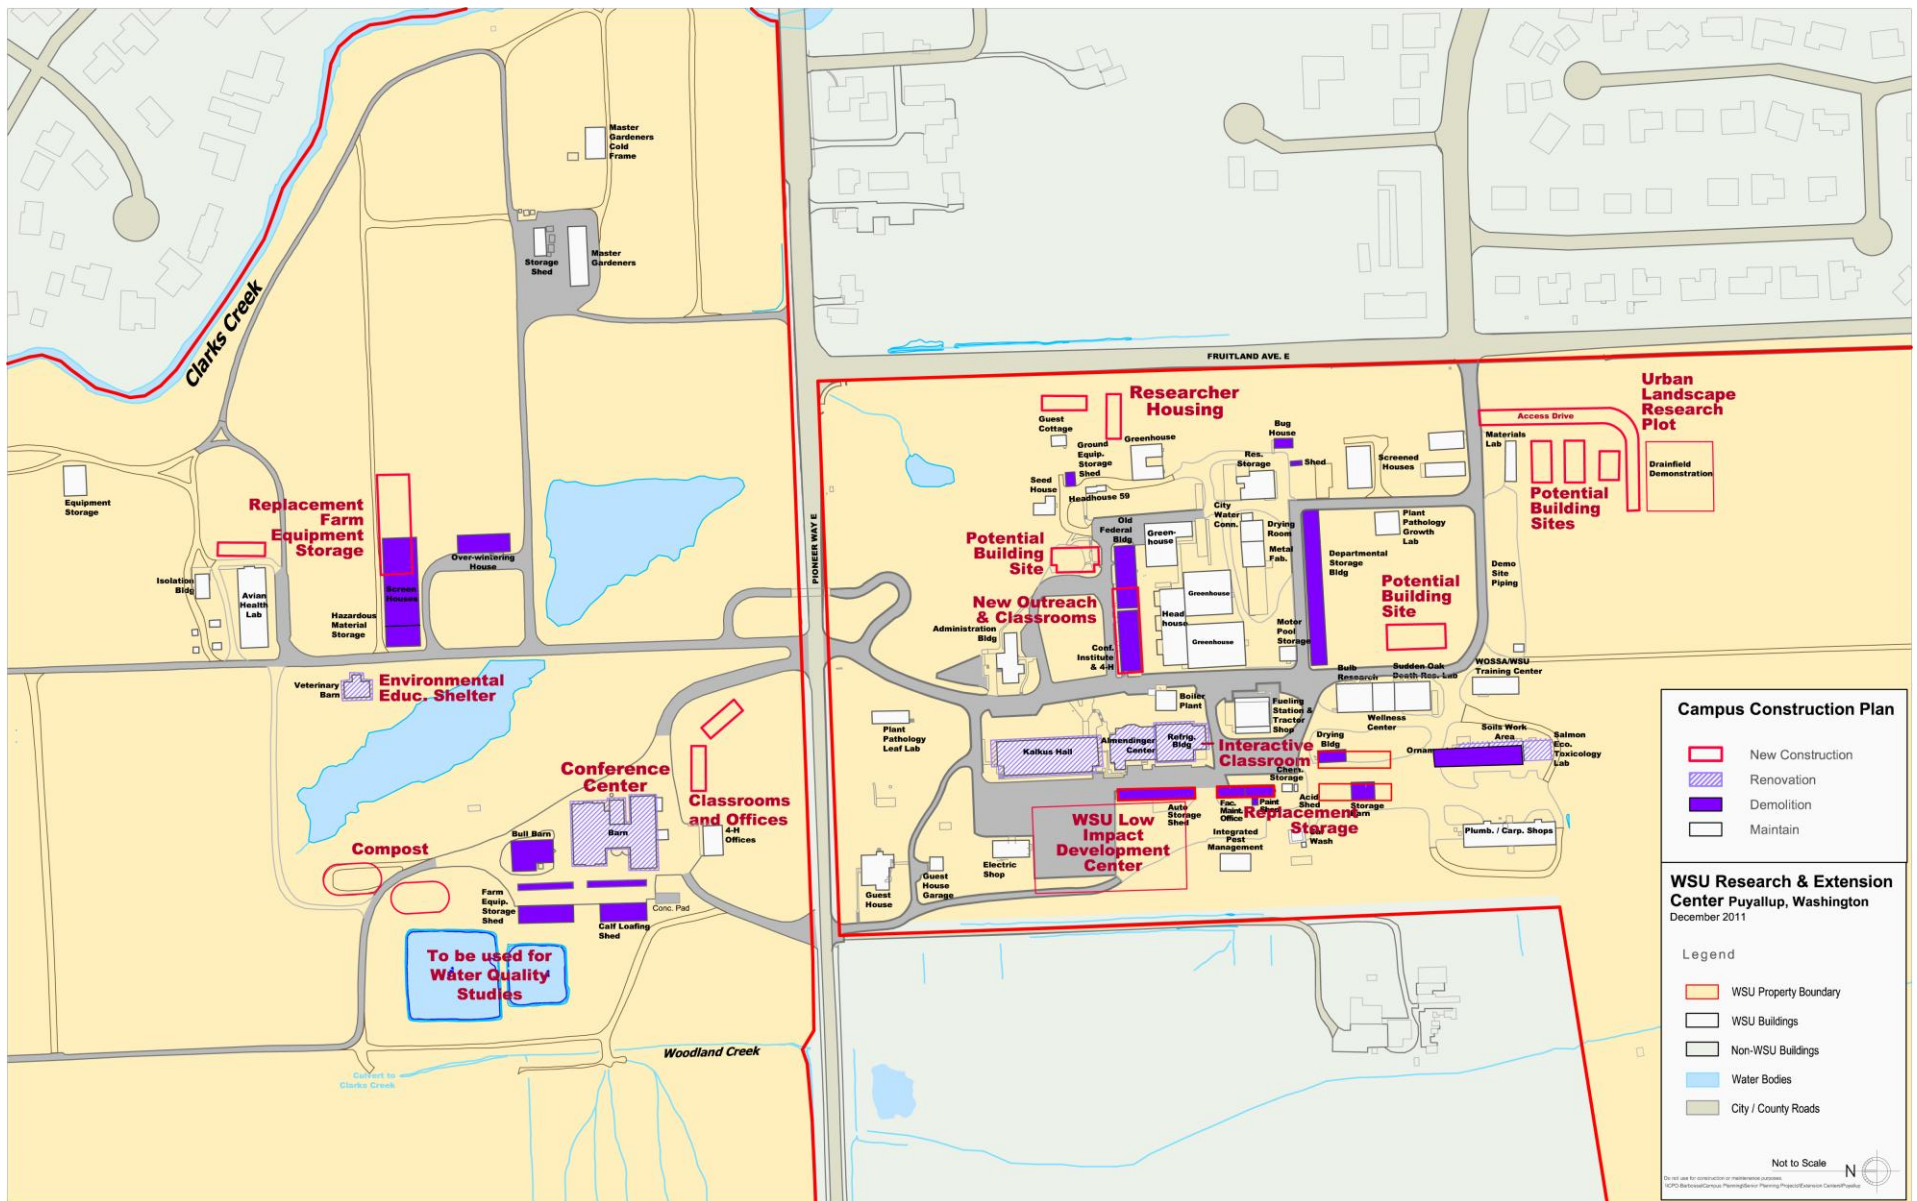 Master
Gardeners
Cold
Frame
Storage
Shed
Master
Gardeners
Clarks Creek
FRUITLAND AVE. E
PIONEER WAY E
Equipment
Storage
Replacement
Farm
Equipment
Storage
Over-wintering
House
Screen
Houses
Isolation
Bldg
Avian
Health
Lab
Hazardous
Material
Storage
Veterinary
Barn
Environmental
Educ. Shelter
Conference
Center
Classrooms
and Offices
4-H
Offices
Barn
Bull Barn
Compost
Farm
Equip.
Storage
Shed
Calf Loafing
Shed
Conc. Pad
To be used for
Water Quality
Studies
Woodland Creek
Culvert to
Clarks Creek
Researcher
Housing
Guest
Cottage
Ground
Equip.
Storage
Shed
Greenhouse
Seed
House
Headhouse 59
Bug
House
Res.
Storage
Shed
Screened
Houses
City
Water
Conn.
Drying
Room
Metal
Fab.
Old
Federal
Bldg
Green-
house
Potential
Building
Site
New Outreach
& Classrooms
Administration
Bldg
Conf.
Institute
& 4-H
Head
house
Greenhouse
Greenhouse
Motor
Pool
Storage
Departmental
Storage
Bldg
Plant
Pathology
Growth
Lab
Potential
Building
Site
Materials
Lab
Access Drive
Urban
Landscape
Research
Plot
Drainfield
Demonstration
Potential
Building
Sites
Demo
Site
Piping
WOSSA/WSU
Training Center
Bulb
Research
Sudden Oak
Death Res. Lab
Wellness
Center
Boiler
Plant
Fueling
Station &
Tractor
Shop
Plant
Pathology
Leaf Lab
Kalkus Hall
Almendinger
Center
Refrig.
Bldg
Interactive
Classroom
Drying
Bldg
Chem.
Storage
Soils Work
Area
Salmon
Eco.
Toxicology
Lab
Auto
Storage
Shed
Fac.
Maint.
Office
Paint
Shed
Acid
Shed
Storage
Barn
Replacement
Storage
Wash
Integrated
Pest
Management
Plumb. / Carp. Shops
WSU Low
Impact
Development
Center
Electric
Shop
Guest
House
Guest
House
Garage
Campus Construction Plan
New Construction
Renovation
Demolition
Maintain
WSU Research & Extension
Center Puyallup, Washington
December 2011
Legend
WSU Property Boundary
WSU Buildings
Non-WSU Buildings
Water Bodies
City / County Roads
Not to Scale
N
Do not use for construction or maintenance purposes